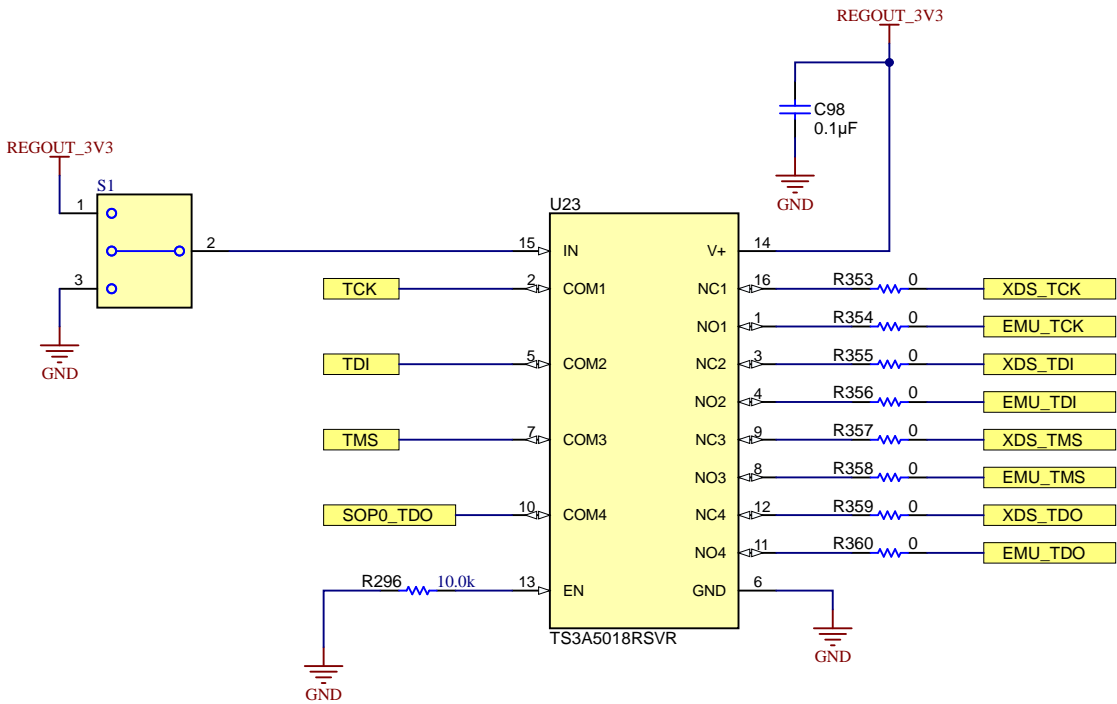 REGOUT_3V3
C98
0.1µF
GND
REGOUT_3V3
S1
1
2
3
GND
U23
15 IN V+ 14
TCK 2 COM1 NC1 16 R353 0 XDS_TCK
NO1 1 R354 0 EMU_TCK
TDI 5 COM2 NC2 3 R355 0 XDS_TDI
NO2 4 R356 0 EMU_TDI
TMS 7 COM3 NC3 9 R357 0 XDS_TMS
NO3 8 R358 0 EMU_TMS
SOP0_TDO 10 COM4 NC4 12 R359 0 XDS_TDO
NO4 11 R360 0 EMU_TDO
R296 10.0k 13 EN GND 6
TS3A5018RSVR
GND
GND